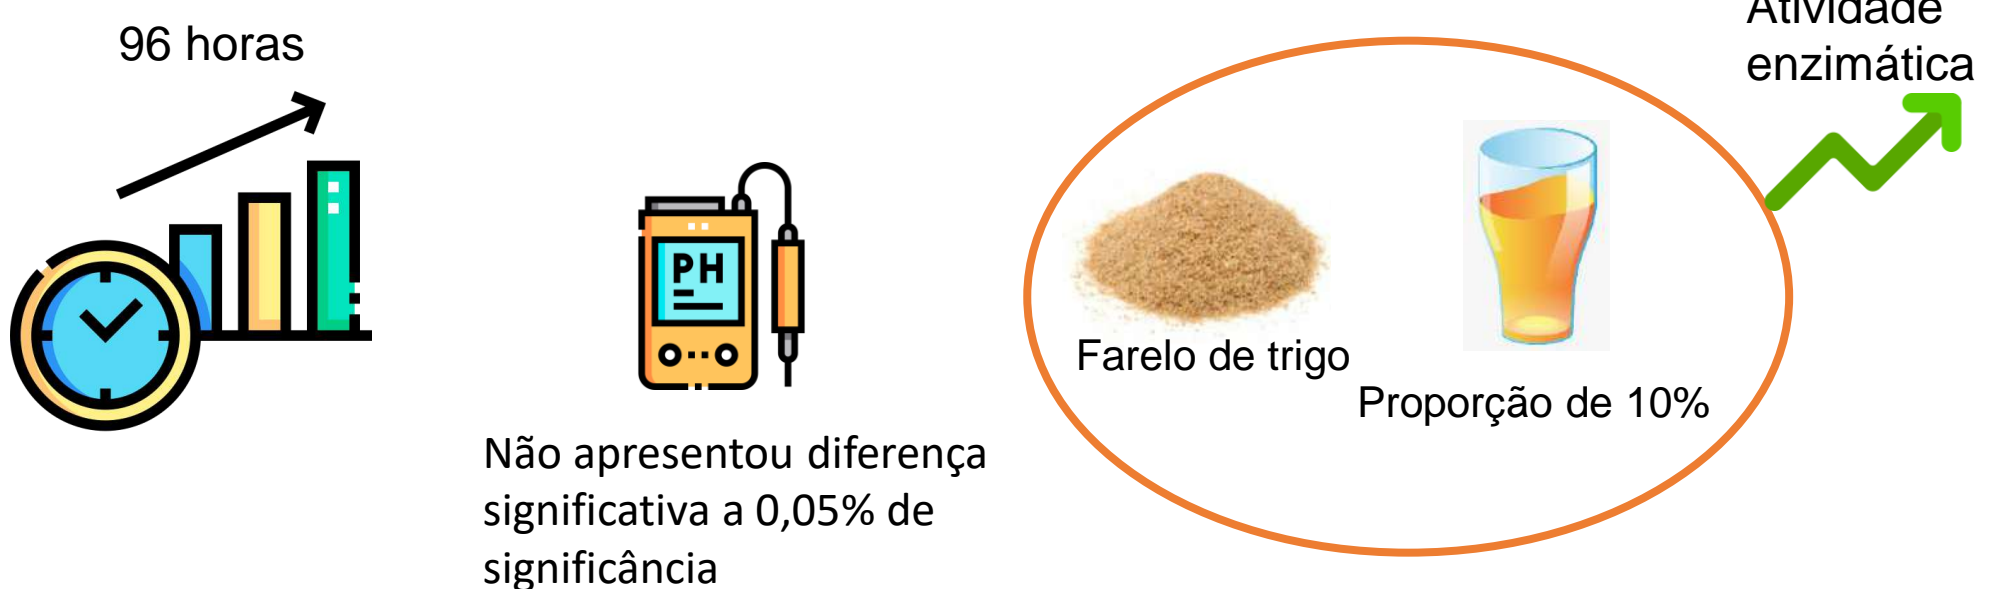 96 horas
Atividade
enzimática
PH
Farelo de trigo
Proporção de 10%
Não apresentou diferença
significativa a 0,05% de
significância